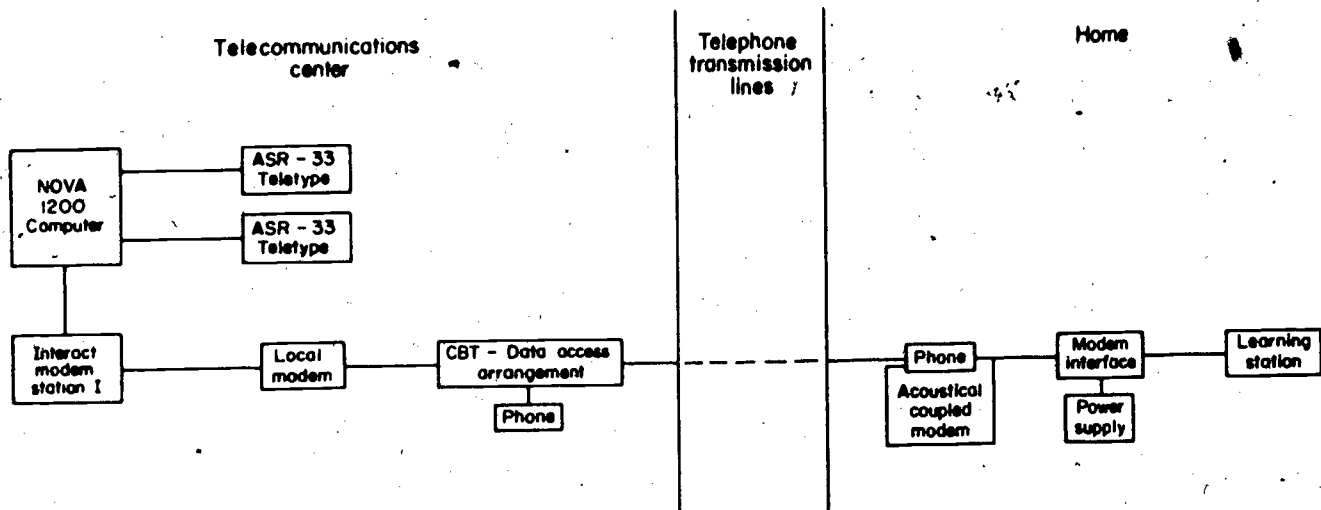 Telecommunications
center
Telephone
transmission
lines
Home
NOVA
1200
Computer
ASR - 33
Teletype
ASR - 33
Teletype
Interact
modem
station I
Local
modem
CBT - Data access
arrangement
Phone
Phone
Acoustical
coupled
modem
Modem
interface
Power
supply
Learning
station